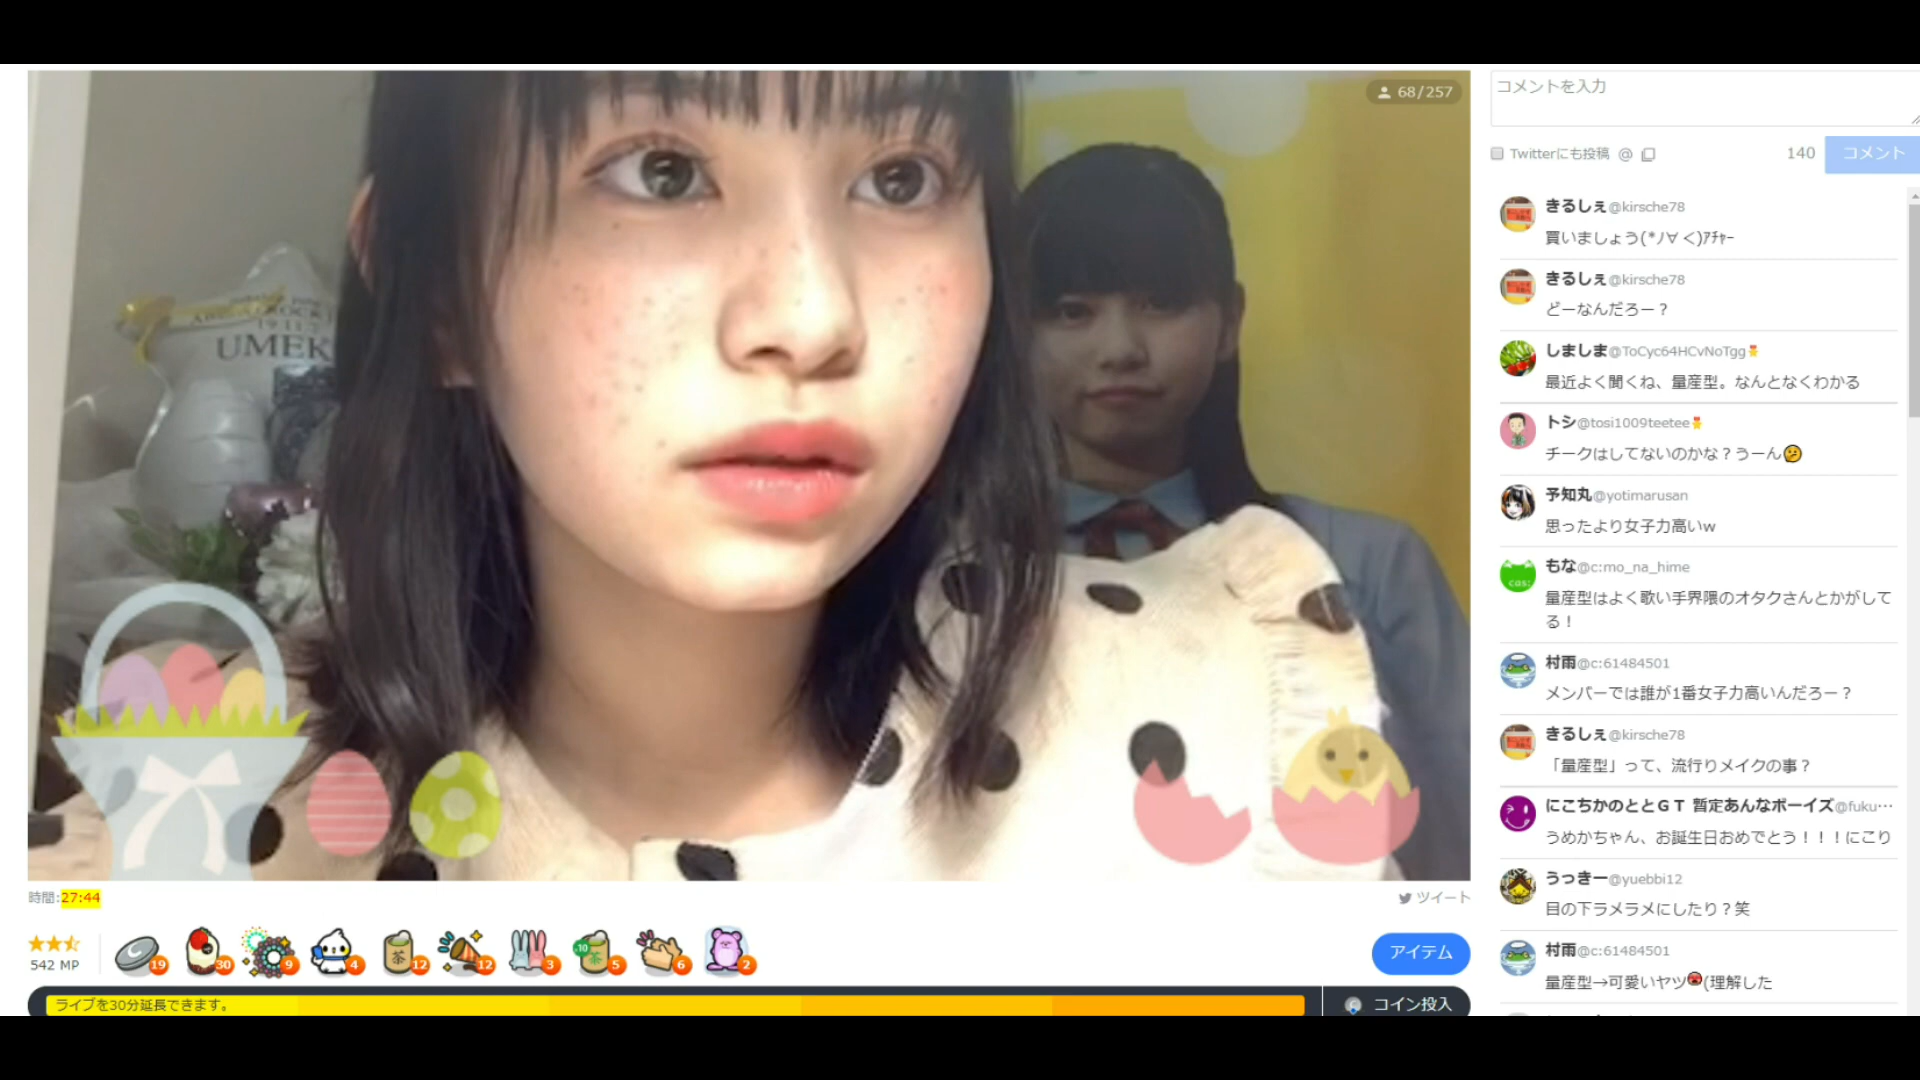 68/257
UMEK
時間:27:44
ツイート
542 MP
19
30
9
4
茶
12
12
3
10
茶
5
6
2
アイテム
ライブを30分延長できます。
コイン投入
コメントを入力
Twitterにも投稿 @
140
コメント
きるしぇ@kirsche78
買いましょう(*ﾉ∀<)ｱﾁｬｰ
きるしぇ@kirsche78
どーなんだろー？
しましま@ToCyc64HCvNoTgg
最近よく聞くね、量産型。なんとなくわかる
トシ@tosi1009teetee
チークはしてないのかな？うーん🤔
予知丸@yotimarusan
思ったより女子力高いw
cas:
もな@c:mo_na_hime
量産型はよく歌い手界隈のオタクさんとかがして
る！
村雨@c:61484501
メンバーでは誰が1番女子力高いんだろー？
きるしぇ@kirsche78
「量産型」って、流行りメイクの事？
にこちかのととＧＴ 暫定あんなボーイズ@fuku…
うめかちゃん、お誕生日おめでとう！！！にこり
うっきー@yuebbi12
目の下ラメラメにしたり？笑
村雨@c:61484501
量産型→可愛いヤツ(理解した